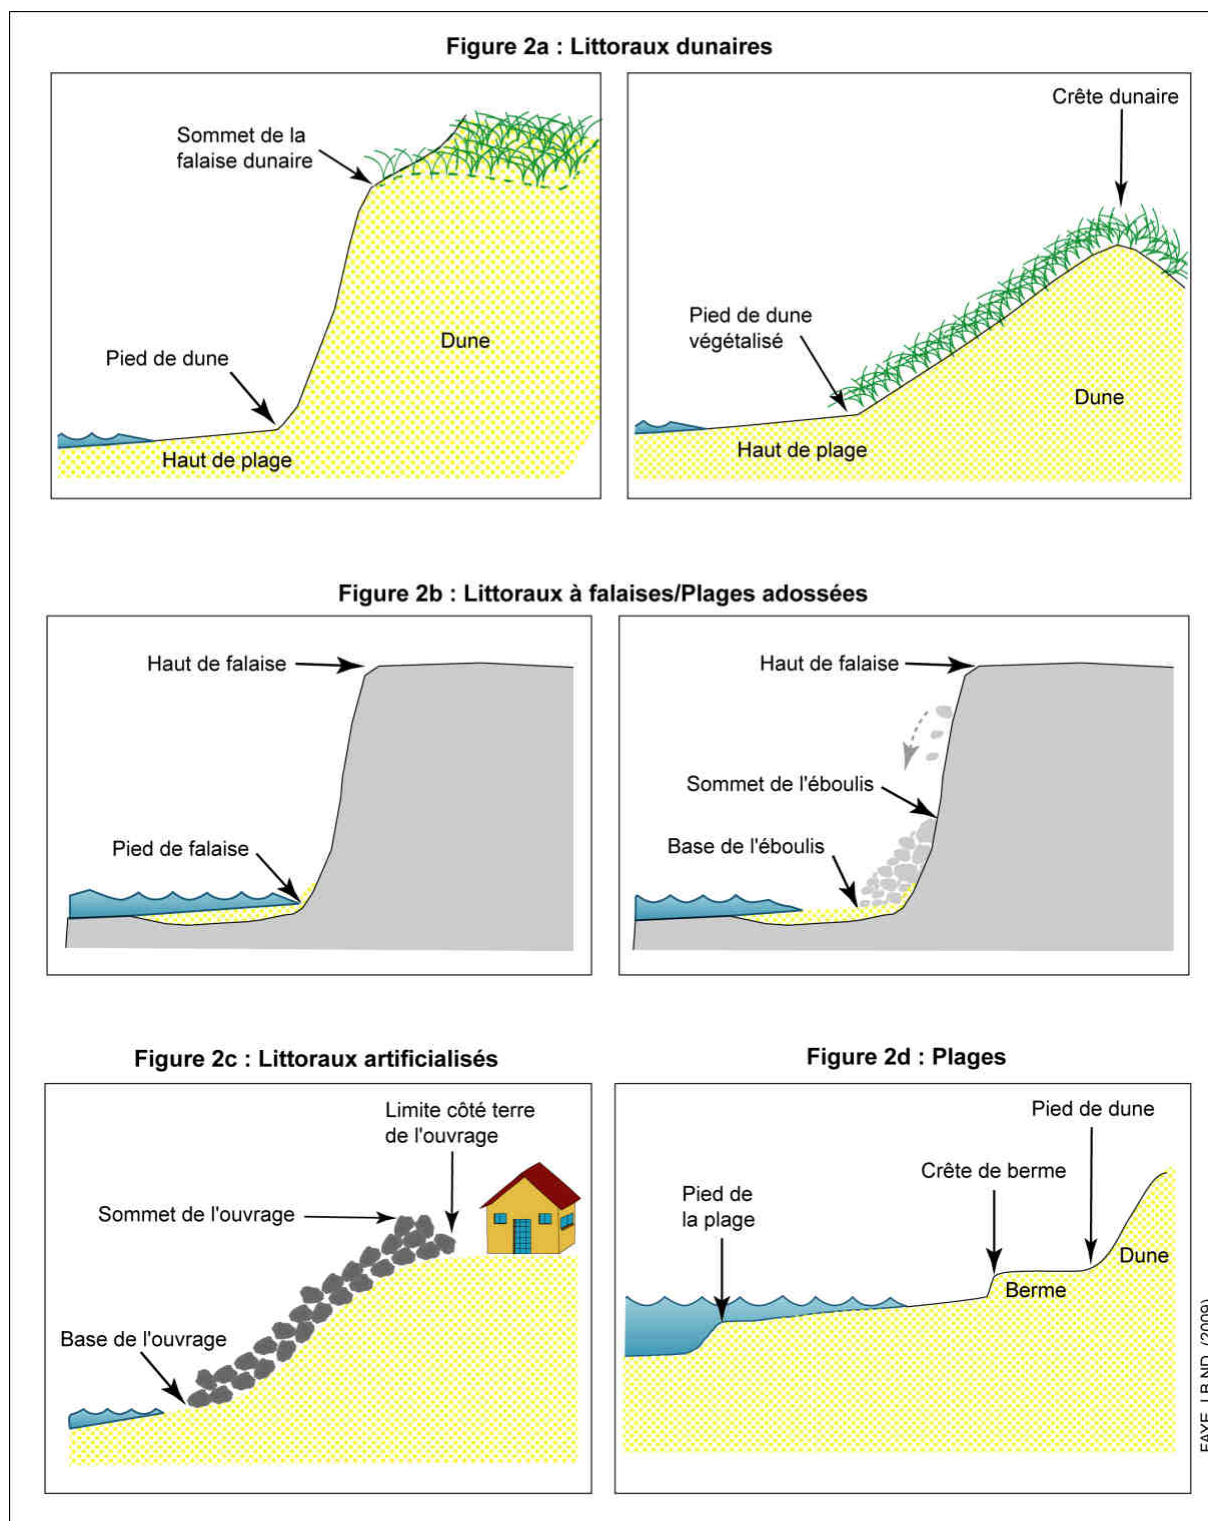 Figure 2a : Littoraux dunaires
Sommet de la
falaise dunaire
Pied de dune
Dune
Haut de plage
Crête dunaire
Pied de dune
végétalisé
Dune
Haut de plage
Figure 2b : Littoraux à falaises/Plages adossées
Haut de falaise
Pied de falaise
Haut de falaise
Sommet de l'éboulis
Base de l'éboulis
Figure 2c : Littoraux artificialisés
Limite côté terre
de l'ouvrage
Sommet de l'ouvrage
Base de l'ouvrage
Figure 2d : Plages
Pied de dune
Crête de berme
Pied de
la plage
Dune
Berme
FAYE, I.B.ND. (2009)